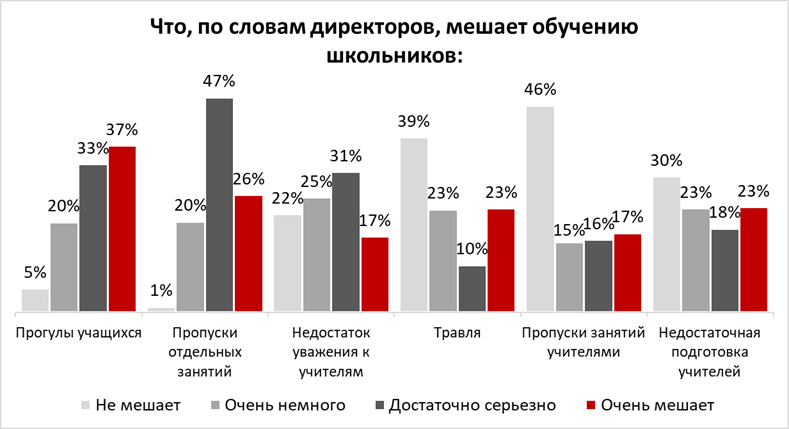 Что, по словам директоров, мешает обучению
школьников:
5%
20%
33%
37%
1%
20%
47%
26%
22%
25%
31%
17%
39%
23%
10%
23%
46%
15%
16%
17%
30%
23%
18%
23%
Прогулы учащихся
Пропуски
отдельных
занятий
Недостаток
уважения к
учителям
Травля
Пропуски занятий
учителями
Недостаточная
подготовка
учителей
Не мешает
Очень немного
Достаточно серьезно
Очень мешает